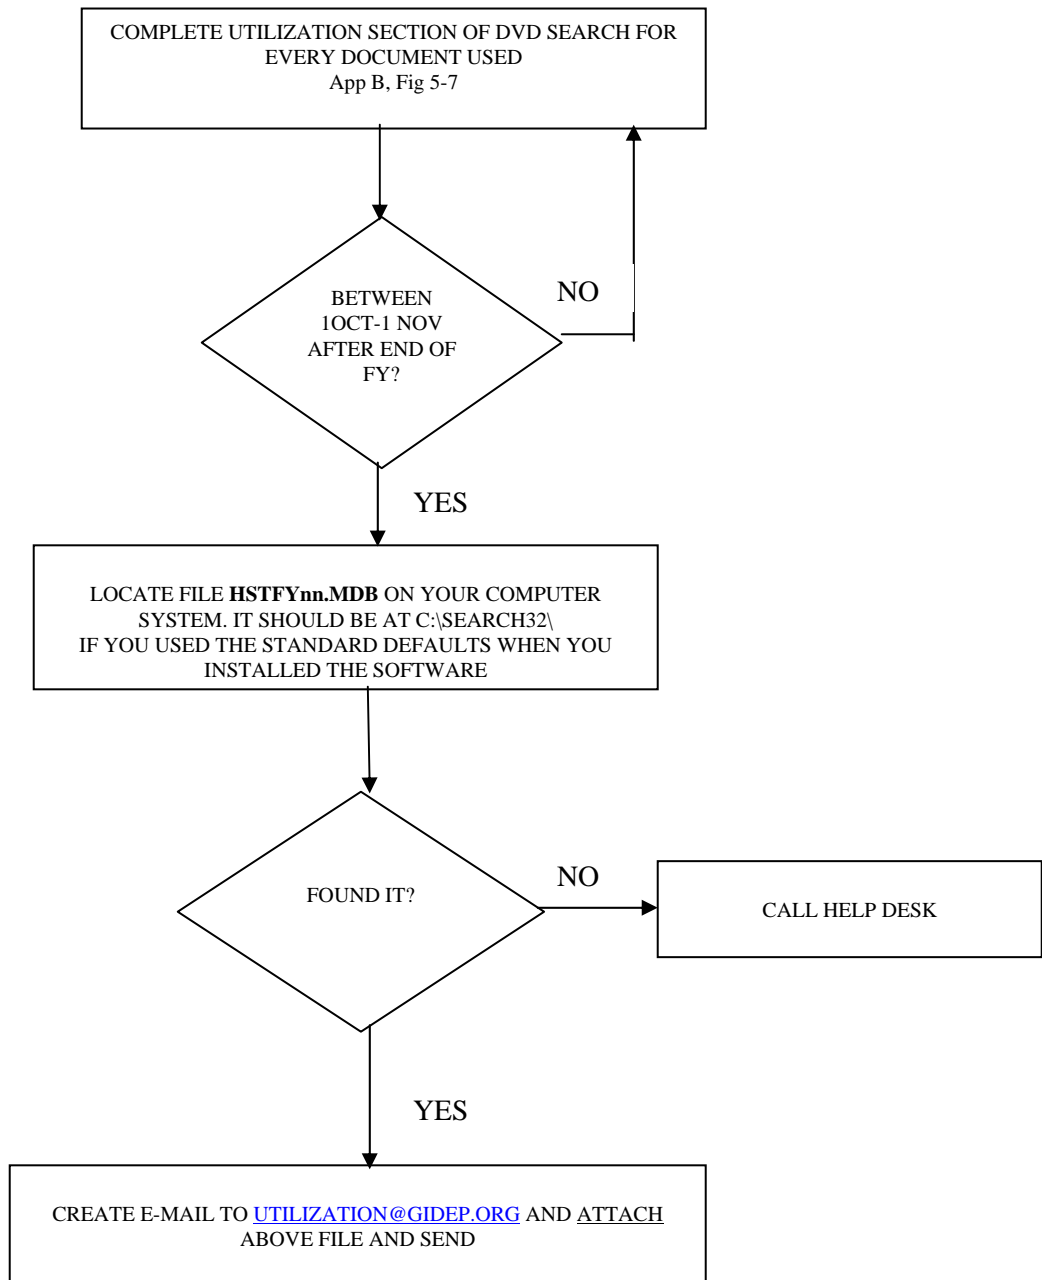 COMPLETE UTILIZATION SECTION OF DVD SEARCH FOR
EVERY DOCUMENT USED
App B, Fig 5-7
BETWEEN
1OCT-1 NOV
AFTER END OF
FY?
NO
YES
LOCATE FILE HSTFYnn.MDB ON YOUR COMPUTER
SYSTEM. IT SHOULD BE AT C:\SEARCH32\
IF YOU USED THE STANDARD DEFAULTS WHEN YOU
INSTALLED THE SOFTWARE
FOUND IT?
NO
CALL HELP DESK
YES
CREATE E-MAIL TO UTILIZATION@GIDEP.ORG AND ATTACH
ABOVE FILE AND SEND